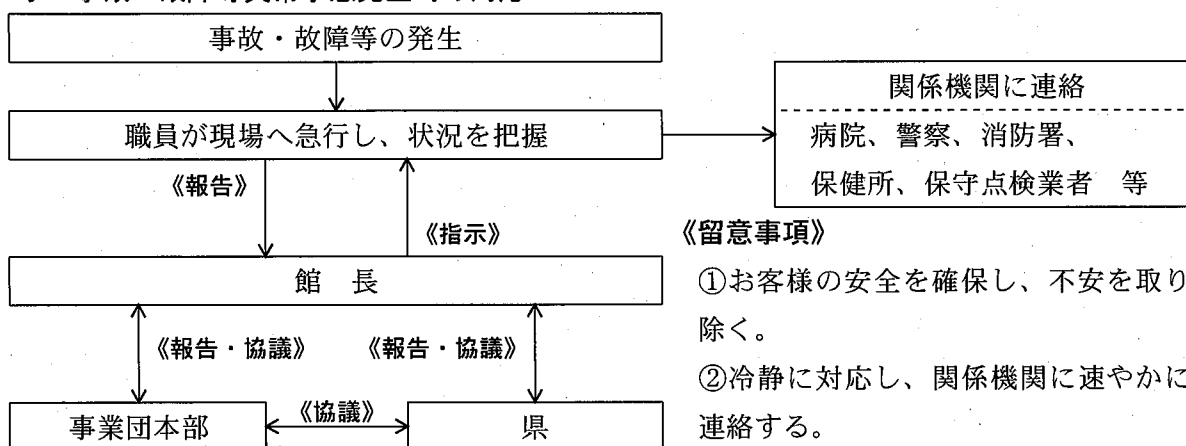 事故・故障等の発生
職員が現場へ急行し、状況を把握
関係機関に連絡
病院、警察、消防署、
保健所、保守点検業者　等
《報告》
《指示》
館　長
《報告・協議》　《報告・協議》
事業団本部
《協議》
県
《留意事項》
①お客様の安全を確保し、不安を取り
除く。
②冷静に対応し、関係機関に速やかに
連絡する。